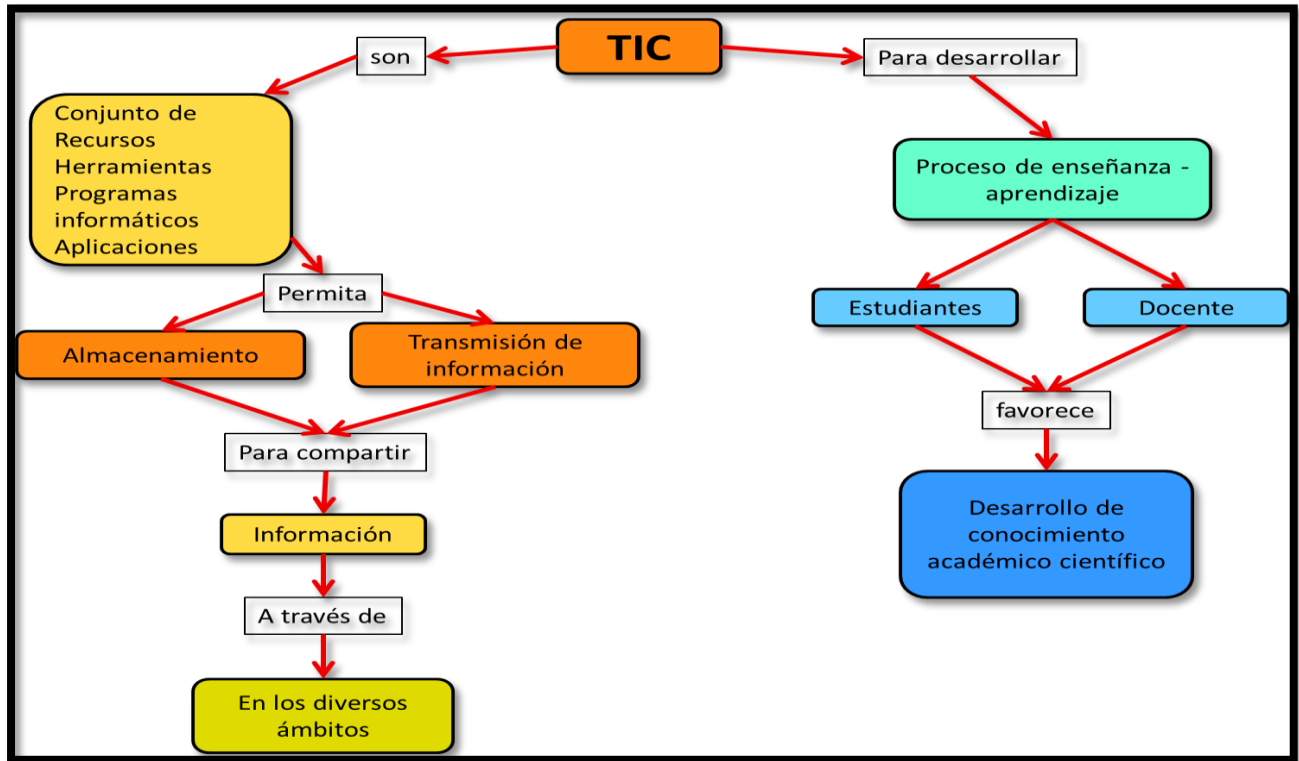 TIC
son
Para desarrollar
Conjunto de
Recursos
Herramientas
Programas
informáticos
Aplicaciones
Proceso de enseñanza -
aprendizaje
Permita
Estudiantes
Docente
Almacenamiento
Transmisión de
información
favorece
Para compartir
Desarrollo de
conocimiento
académico científico
Información
A través de
En los diversos
ámbitos